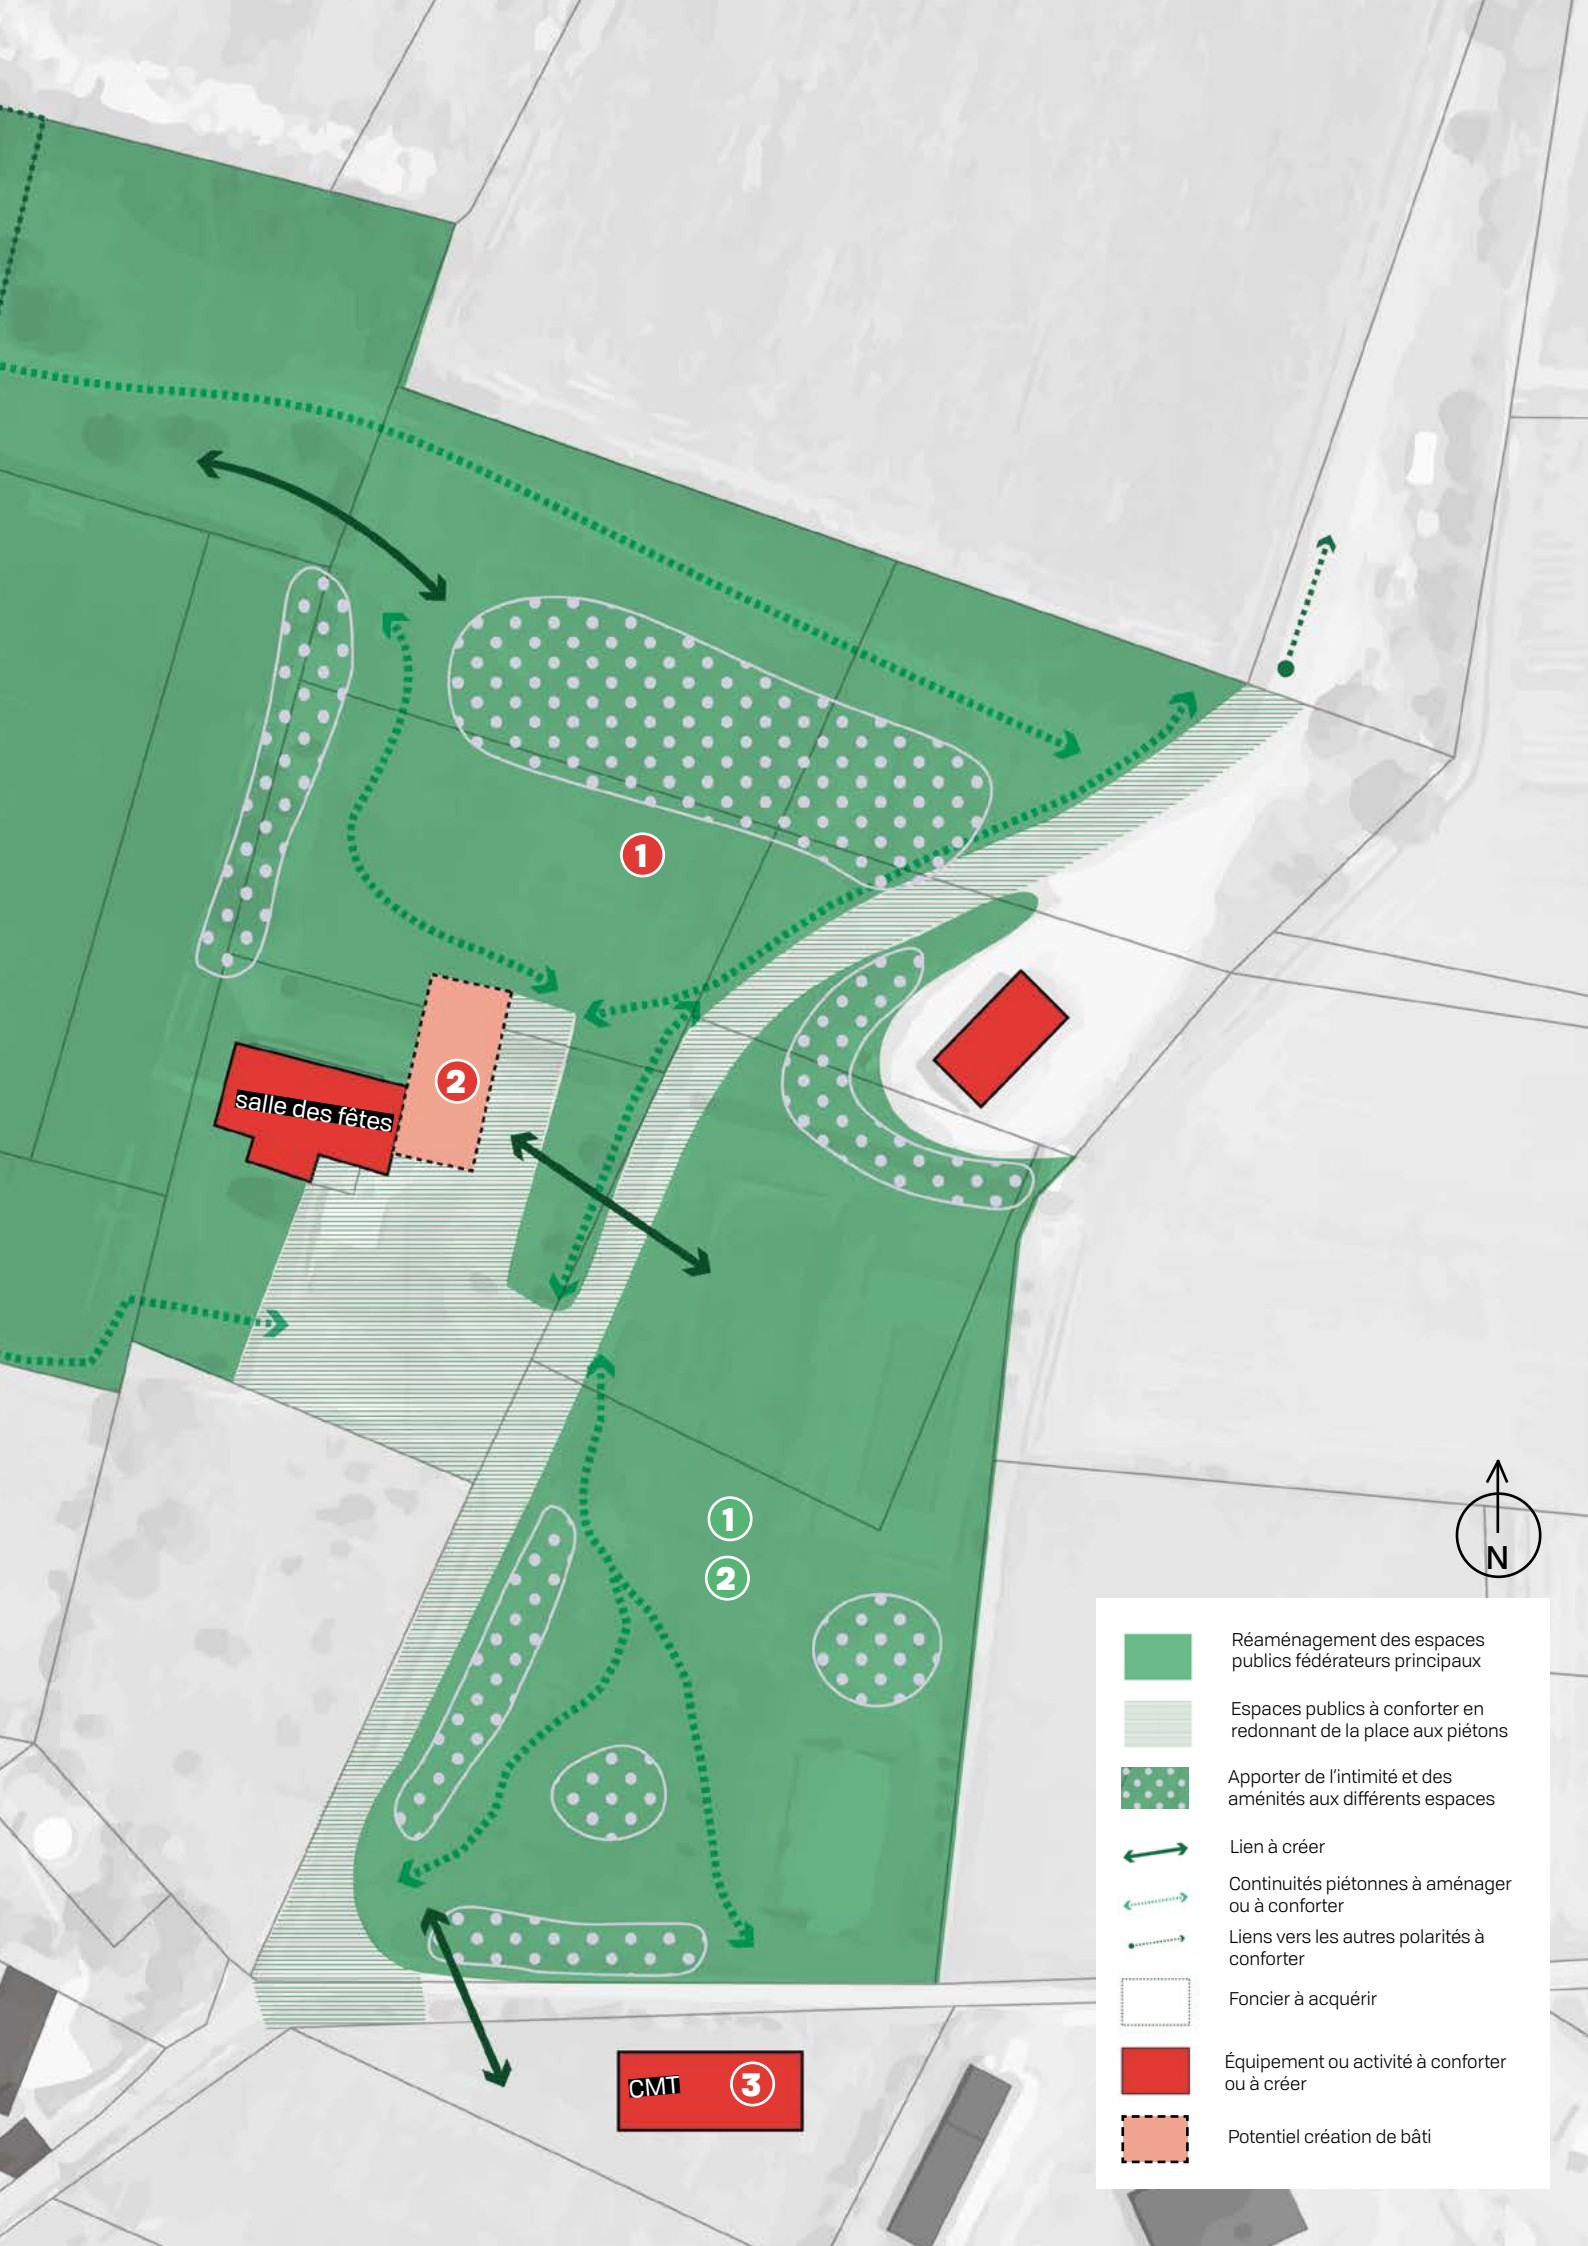 1
2
salle des fêtes
1
2
N
Réaménagement des espaces
publics fédérateurs principaux
Espaces publics à conforter en
redonnant de la place aux piétons
Apporter de l'intimité et des
aménités aux différents espaces
Lien à créer
Continuités piétonnes à aménager
ou à conforter
Liens vers les autres polarités à
conforter
Foncier à acquérir
Équipement ou activité à conforter
ou à créer
Potentiel création de bâti
CMT
3